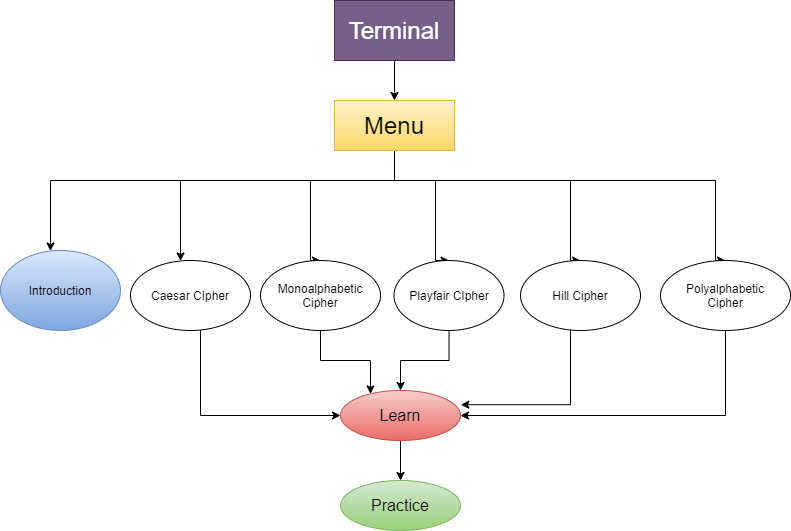 Terminal
Menu
Introduction
Caesar CIpher
Monoalphabetic
Cipher
Playfair CIpher
Hill Cipher
Polyalphabetic
Cipher
Learn
Practice